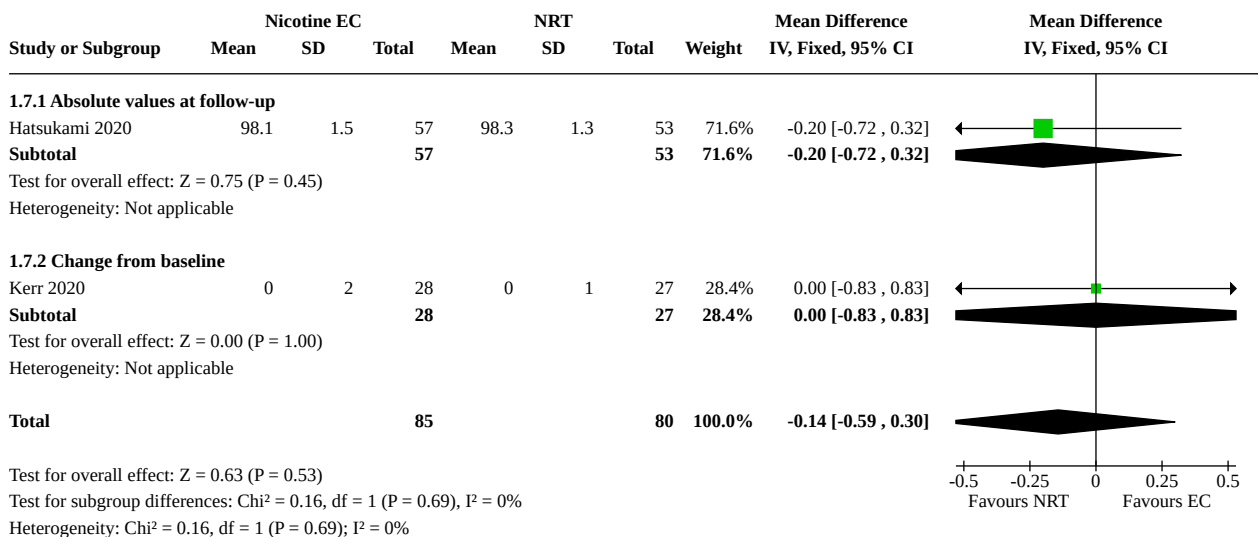 Nicotine EC NRT Mean Difference Mean Difference
Study or Subgroup Mean SD Total Mean SD Total Weight IV, Fixed, 95% CI IV, Fixed, 95% CI
1.7.1 Absolute values at follow-up
Hatsukami 2020 98.1 1.5 57 98.3 1.3 53 71.6% -0.20 [-0.72 , 0.32]
Subtotal 57 53 71.6% -0.20 [-0.72 , 0.32]
Test for overall effect: Z = 0.75 (P = 0.45)
Heterogeneity: Not applicable
1.7.2 Change from baseline
Kerr 2020 0 2 28 0 1 27 28.4% 0.00 [-0.83 , 0.83]
Subtotal 28 27 28.4% 0.00 [-0.83 , 0.83]
Test for overall effect: Z = 0.00 (P = 1.00)
Heterogeneity: Not applicable
Total 85 80 100.0% -0.14 [-0.59 , 0.30]
Test for overall effect: Z = 0.63 (P = 0.53)
-0.5 -0.25 0 0.25 0.5
Test for subgroup differences: Chi² = 0.16, df = 1 (P = 0.69), I² = 0%
Favours NRT Favours EC
Heterogeneity: Chi² = 0.16, df = 1 (P = 0.69); I² = 0%